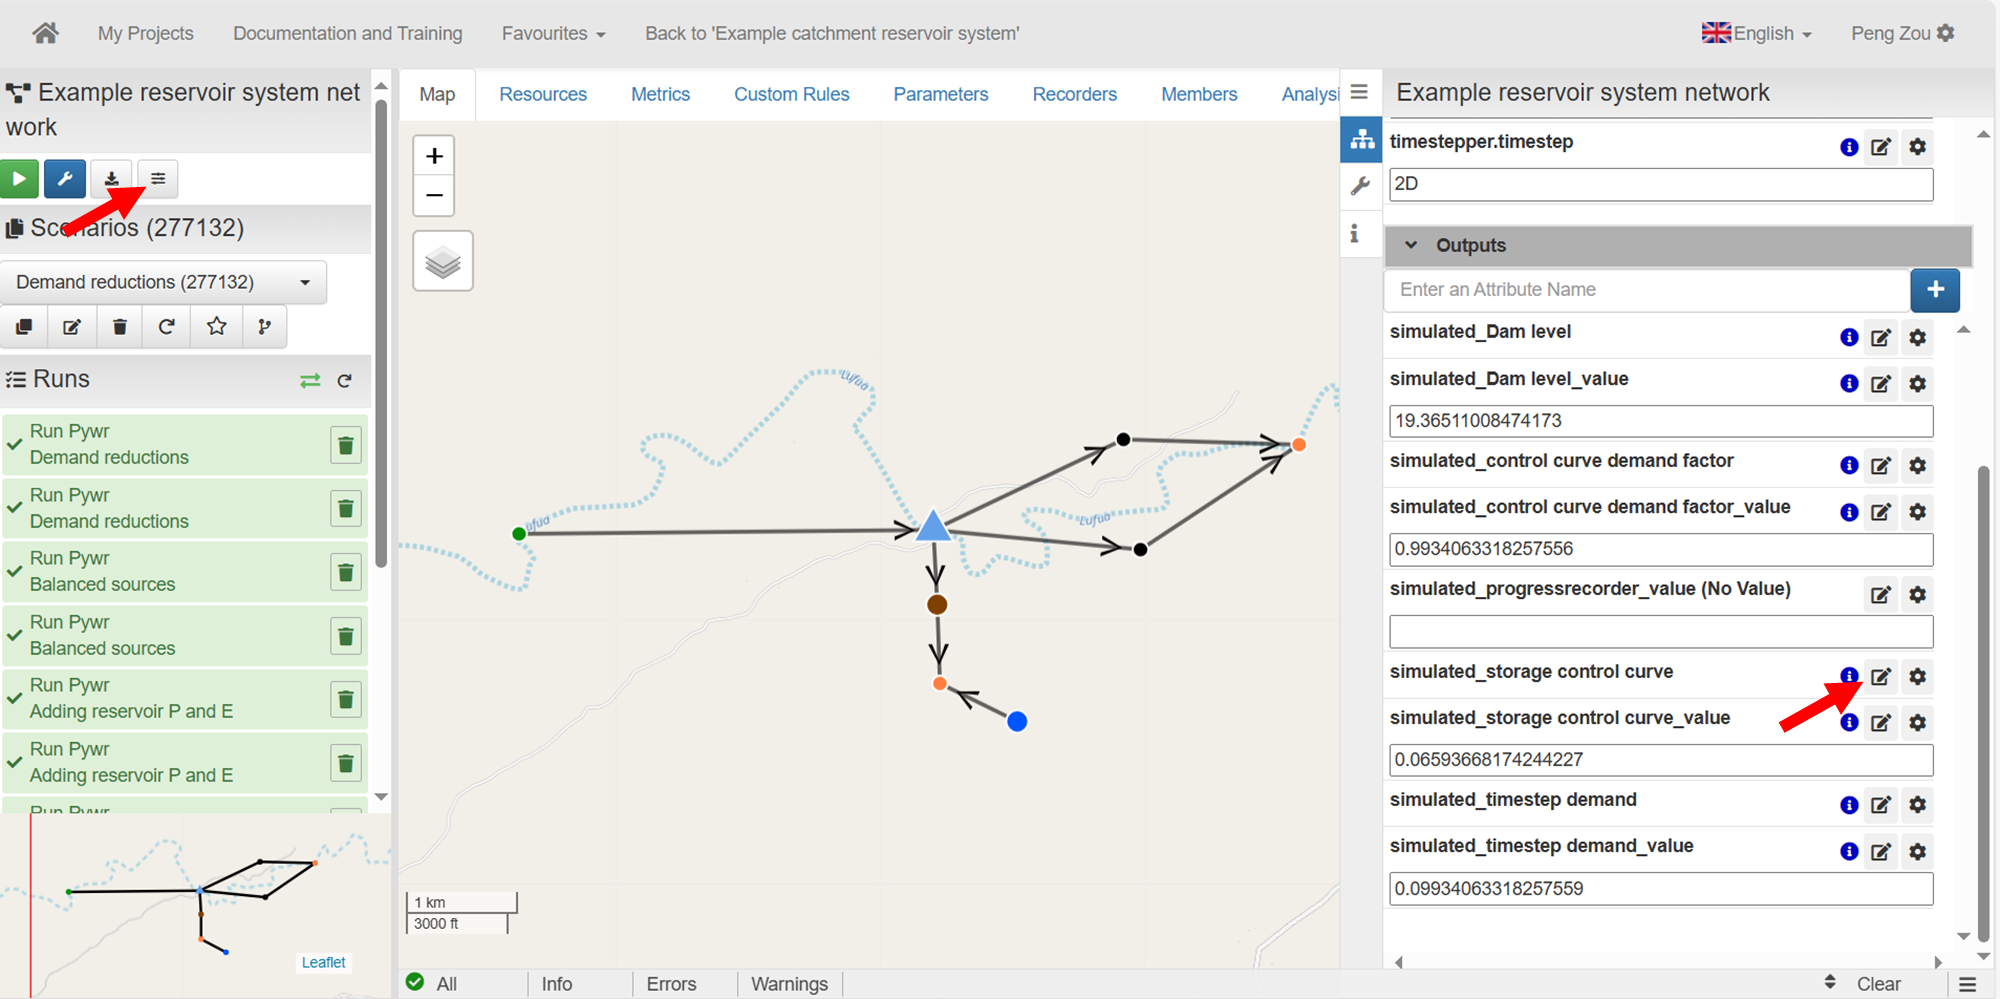 My Projects
Documentation and Training
Favourites
Back to 'Example catchment reservoir system'
English
Peng Zou
Example reservoir system net
work
Scenarios (277132)
Demand reductions (277132)
Runs
Run Pywr
Demand reductions
Run Pywr
Demand reductions
Run Pywr
Balanced sources
Run Pywr
Balanced sources
Run Pywr
Adding reservoir P and E
Run Pywr
Adding reservoir P and E
Run Pywr
Leaflet
Map
Resources
Metrics
Custom Rules
Parameters
Recorders
Members
Analysi
+
−
Lufua
ufua
Lufua
1 km
3000 ft
All
Info
Errors
Warnings
Clear
Example reservoir system network
timestepper.timestep
2D
Outputs
Enter an Attribute Name
simulated_Dam level
simulated_Dam level_value
19.36511008474173
simulated_control curve demand factor
simulated_control curve demand factor_value
0.9934063318257556
simulated_progressrecorder_value (No Value)
simulated_storage control curve
simulated_storage control curve_value
0.06593668174244227
simulated_timestep demand
simulated_timestep demand_value
0.09934063318257559